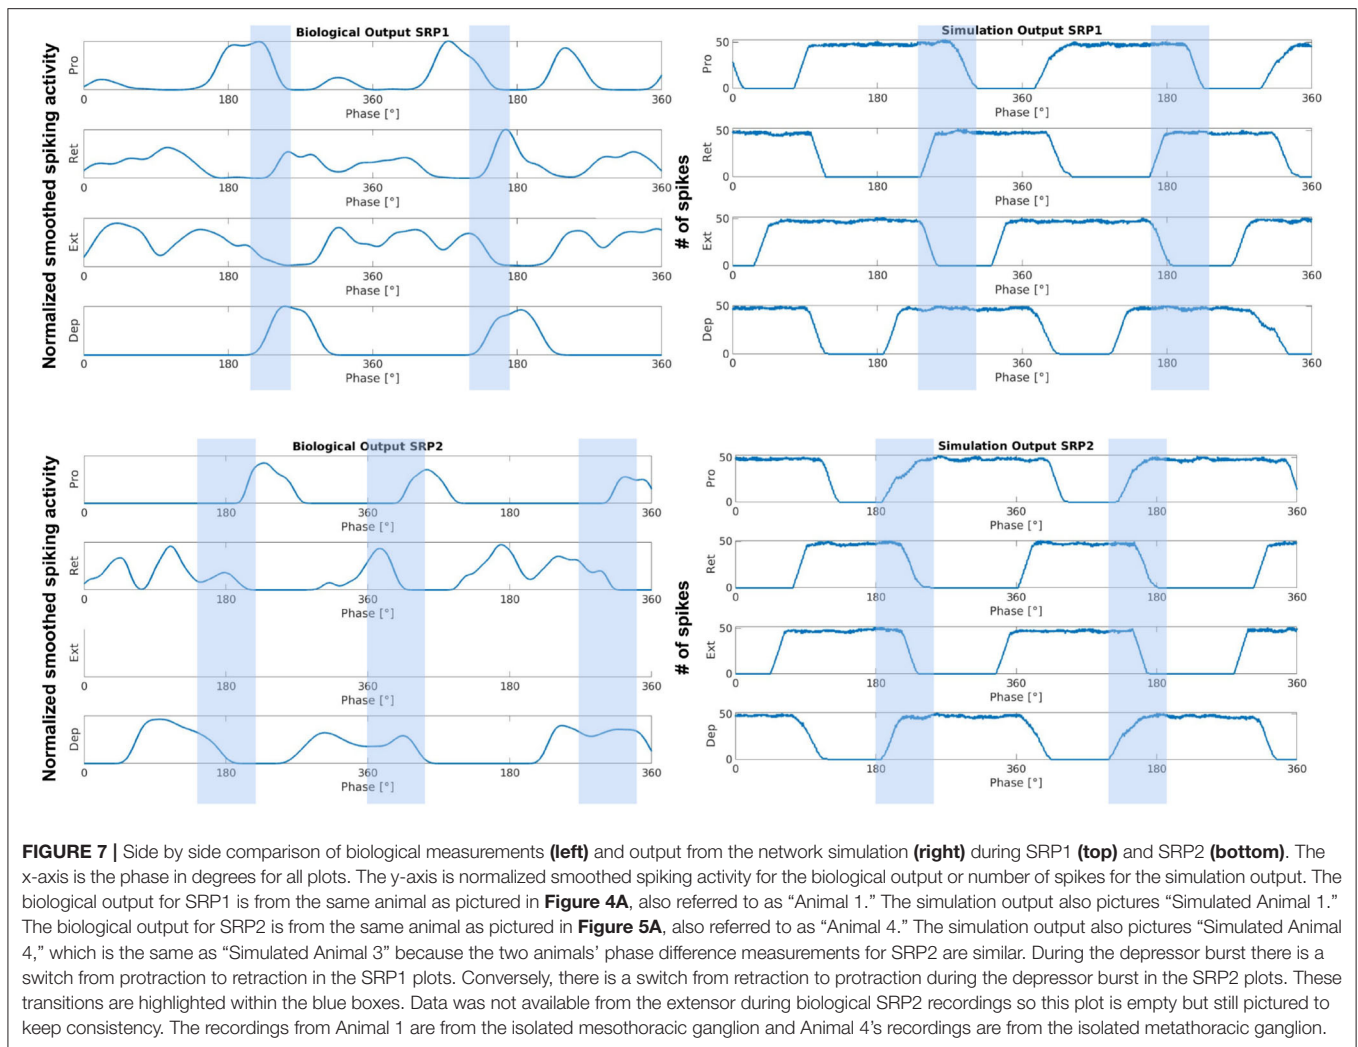 Biological Output SRP1
Normalized smoothed spiking activity
Pro
0 180 360 180 360
Phase [°]
Ret
0 180 360 180 360
Phase [°]
Ext
0 180 360 180 360
Phase [°]
Dep
0 180 360 180 360
Phase [°]
Simulation Output SRP1
# of spikes
Pro
50
0
0 180 360 180 360
Phase [°]
Ret
50
0
0 180 360 180 360
Phase [°]
Ext
50
0
0 180 360 180 360
Phase [°]
Dep
50
0
0 180 360 180 360
Phase [°]
Biological Output SRP2
Normalized smoothed spiking activity
Pro
0 180 360 180 360
Phase [°]
Ret
0 180 360 180 360
Phase [°]
Ext
0 180 360 180 360
Phase [°]
Dep
0 180 360 180 360
Phase [°]
Simulation Output SRP2
# of spikes
Pro
50
0
0 180 360 180 360
Phase [°]
Ret
50
0
0 180 360 180 360
Phase [°]
Ext
50
0
0 180 360 180 360
Phase [°]
Dep
50
0
0 180 360 180 360
Phase [°]
FIGURE 7 | Side by side comparison of biological measurements (left) and output from the network simulation (right) during SRP1 (top) and SRP2 (bottom). The
x-axis is the phase in degrees for all plots. The y-axis is normalized smoothed spiking activity for the biological output or number of spikes for the simulation output. The
biological output for SRP1 is from the same animal as pictured in Figure 4A, also referred to as “Animal 1.” The simulation output also pictures “Simulated Animal 1.”
The biological output for SRP2 is from the same animal as pictured in Figure 5A, also referred to as “Animal 4.” The simulation output also pictures “Simulated Animal
4,” which is the same as “Simulated Animal 3” because the two animals’ phase difference measurements for SRP2 are similar. During the depressor burst there is a
switch from protraction to retraction in the SRP1 plots. Conversely, there is a switch from retraction to protraction during the depressor burst in the SRP2 plots. These
transitions are highlighted within the blue boxes. Data was not available from the extensor during biological SRP2 recordings so this plot is empty but still pictured to
keep consistency. The recordings from Animal 1 are from the isolated mesothoracic ganglion and Animal 4’s recordings are from the isolated metathoracic ganglion.